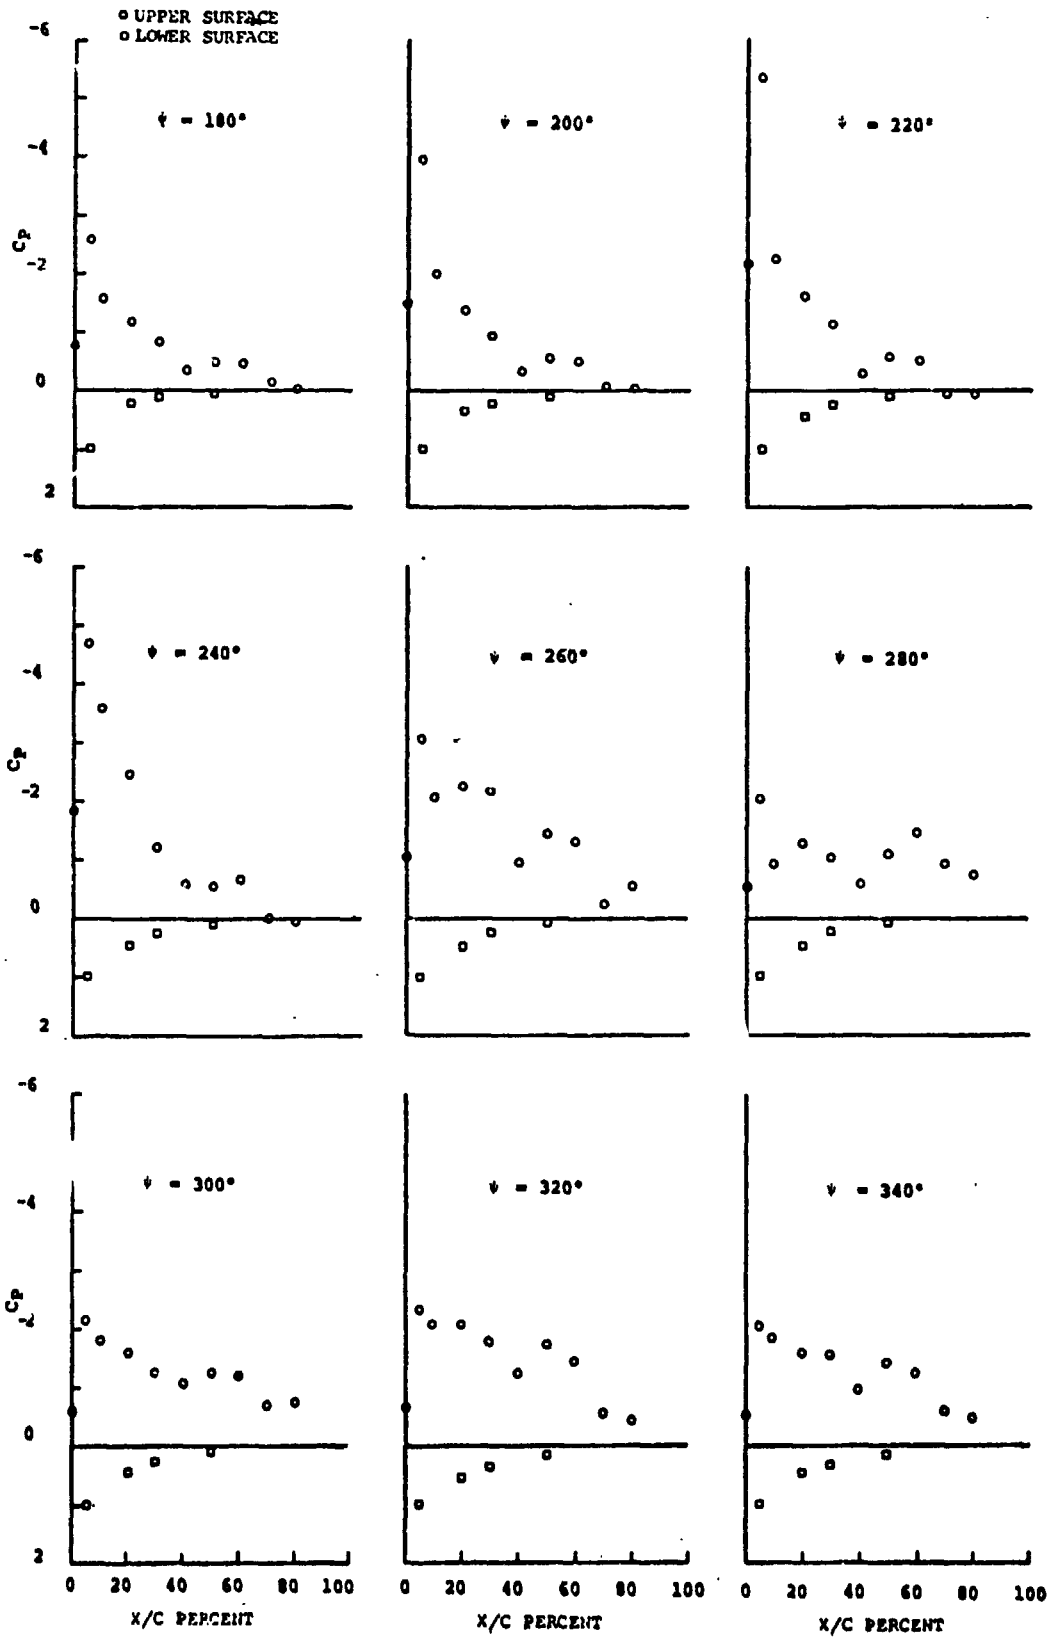 ○ UPPER SURFACE
○ LOWER SURFACE
-6
ψ = 180°
ψ = 200°
ψ = 220°
-4
Cp
-2
0
2
-6
ψ = 240°
ψ = 260°
ψ = 280°
-4
Cp
-2
0
2
-6
ψ = 300°
ψ = 320°
ψ = 340°
-4
Cp
-2
0
2
0 20 40 60 80 100 0 20 40 60 80 100 0 20 40 60 80 100
X/C PERCENT X/C PERCENT X/C PERCENT